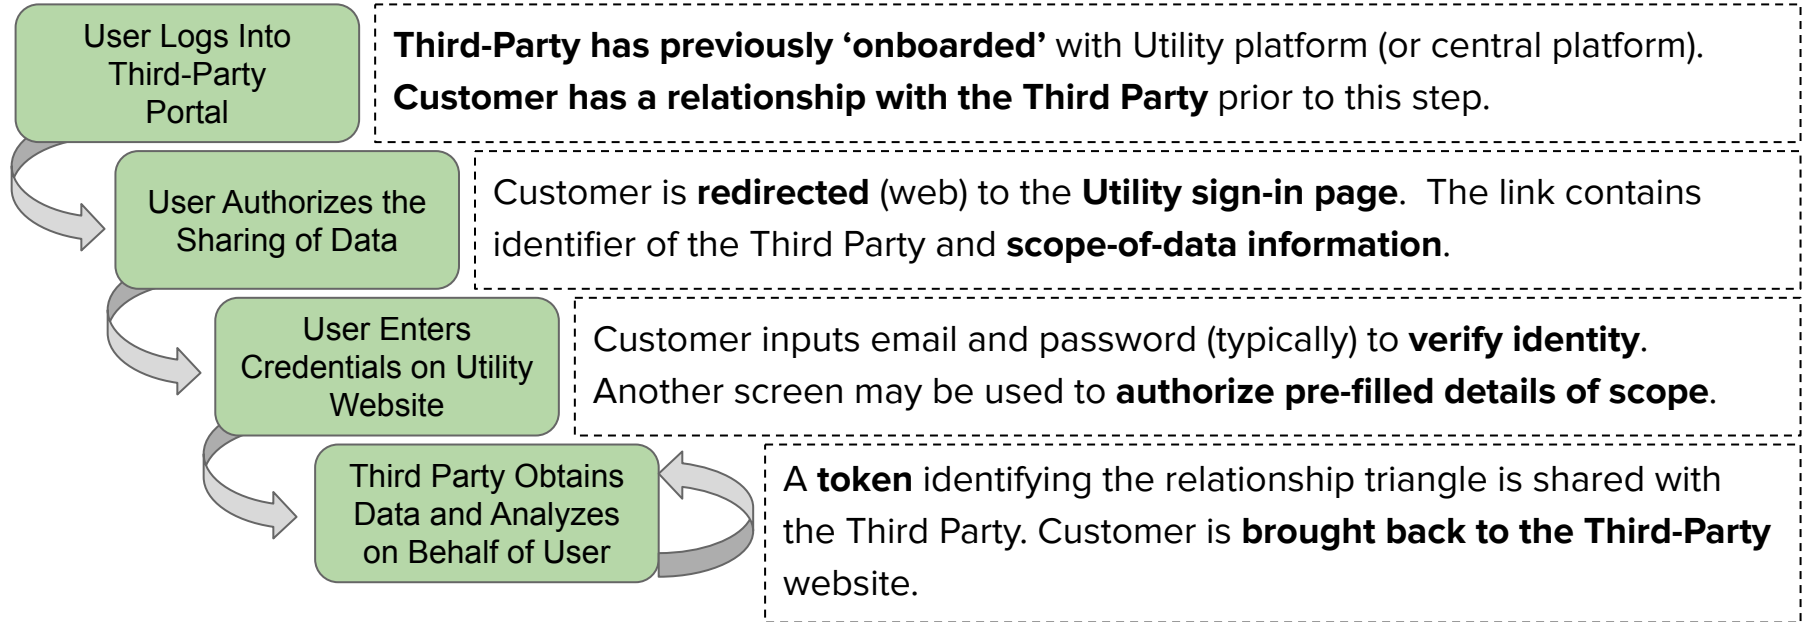 User Logs Into
Third-Party
Portal
Third-Party has previously ‘onboarded’ with Utility platform (or central platform).
Customer has a relationship with the Third Party prior to this step.
User Authorizes the
Sharing of Data
Customer is redirected (web) to the Utility sign-in page.  The link contains
identifier of the Third Party and scope-of-data information.
User Enters
Credentials on Utility
Website
Customer inputs email and password (typically) to verify identity.
Another screen may be used to authorize pre-filled details of scope.
Third Party Obtains
Data and Analyzes
on Behalf of User
A token identifying the relationship triangle is shared with
the Third Party. Customer is brought back to the Third-Party
website.